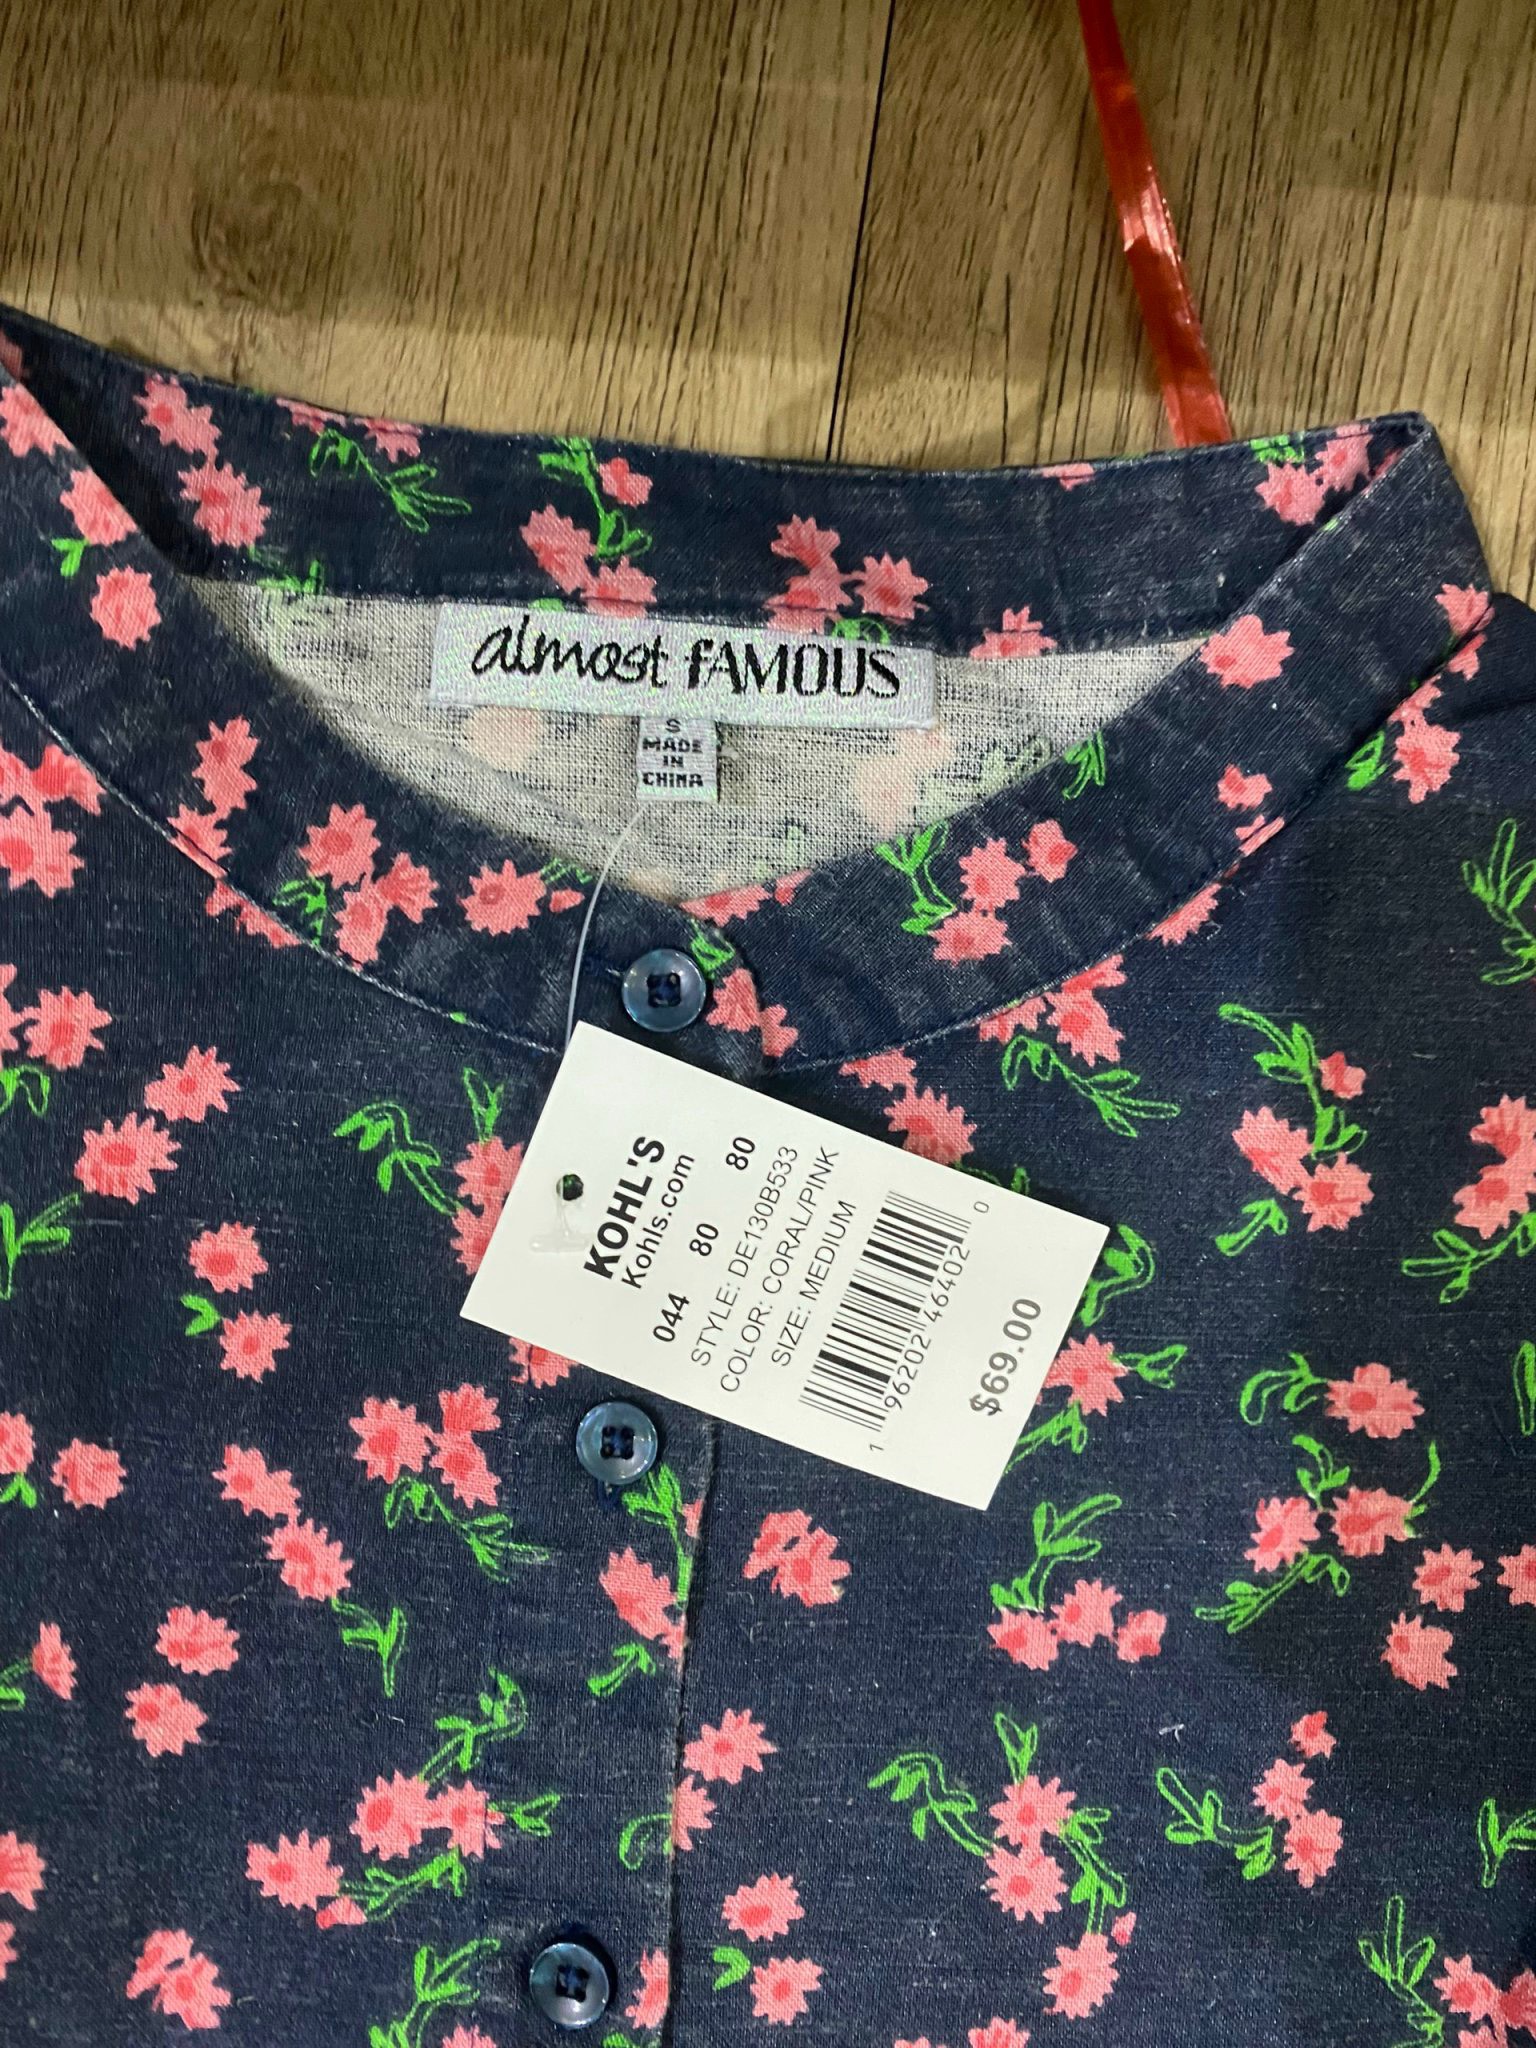 almost fAMOUS
S
MADE
IN
CHINA
KOHL'S
Kohls.com
044 80 80
STYLE: DE130B533
COLOR: CORAL/PINK
SIZE: MEDIUM
1 96202 46402 0
$69.00